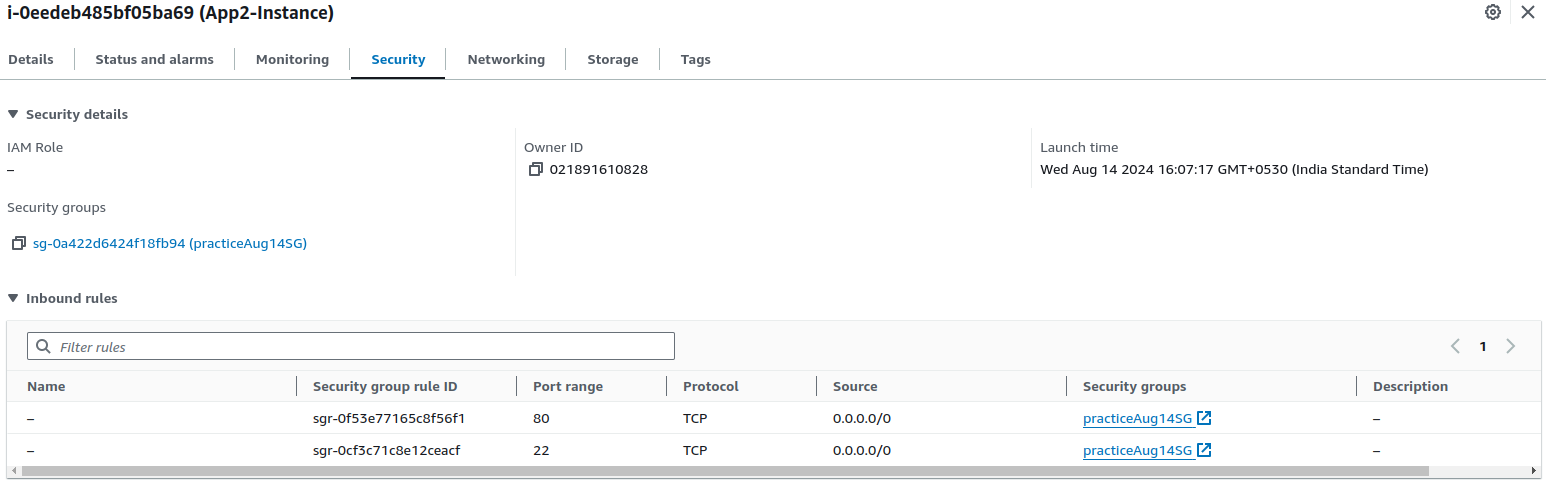 i-0eedeb485bf05ba69 (App2-Instance)
Details Status and alarms Monitoring Security Networking Storage Tags
Security details
IAM Role Owner ID Launch time
– 021891610828 Wed Aug 14 2024 16:07:17 GMT+0530 (India Standard Time)
Security groups
sg-0a422d6424f18fb94 (practiceAug14SG)
Inbound rules
Filter rules 1
Name Security group rule ID Port range Protocol Source Security groups Description
– sgr-0f53e77165c8f56f1 80 TCP 0.0.0.0/0 practiceAug14SG –
– sgr-0cf3c71c8e12ceacf 22 TCP 0.0.0.0/0 practiceAug14SG –